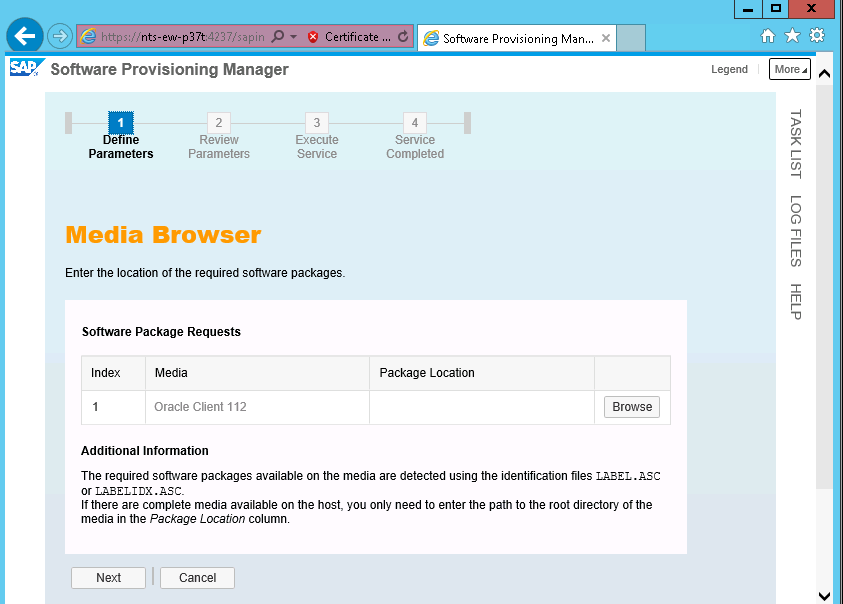 https://nts-ew-p37t:4237/sapin
Certificate ...
Software Provisioning Man...
SAP
Software Provisioning Manager
Legend
More
1
2
3
4
Define
Parameters
Review
Parameters
Execute
Service
Service
Completed
TASK LIST
LOG FILES
HELP
Media Browser
Enter the location of the required software packages.
Software Package Requests
Index Media Package Location
1 Oracle Client 112 Browse
Additional Information
The required software packages available on the media are detected using the identification files LABEL.ASC
or LABELIDX.ASC.
If there are complete media available on the host, you only need to enter the path to the root directory of the
media in the Package Location column.
Next Cancel